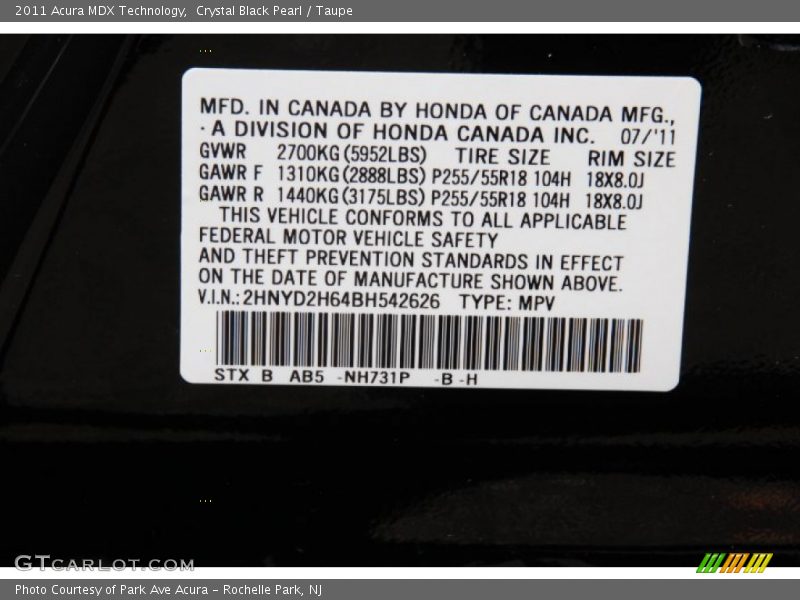 2011 Acura MDX Technology, Crystal Black Pearl / Taupe
MFD. IN CANADA BY HONDA OF CANADA MFG.,
· A DIVISION OF HONDA CANADA INC. 07/'11
GVWR 2700KG(5952LBS) TIRE SIZE RIM SIZE
GAWR F 1310KG(2888LBS) P255/55R18 104H 18X8.0J
GAWR R 1440KG(3175LBS) P255/55R18 104H 18X8.0J
THIS VEHICLE CONFORMS TO ALL APPLICABLE
FEDERAL MOTOR VEHICLE SAFETY
AND THEFT PREVENTION STANDARDS IN EFFECT
ON THE DATE OF MANUFACTURE SHOWN ABOVE.
V.I.N.: 2HNYD2H64BH542626 TYPE: MPV
STX B AB5 -NH731P -B -H
GTCARLOT.COM
Photo Courtesy of Park Ave Acura - Rochelle Park, NJ